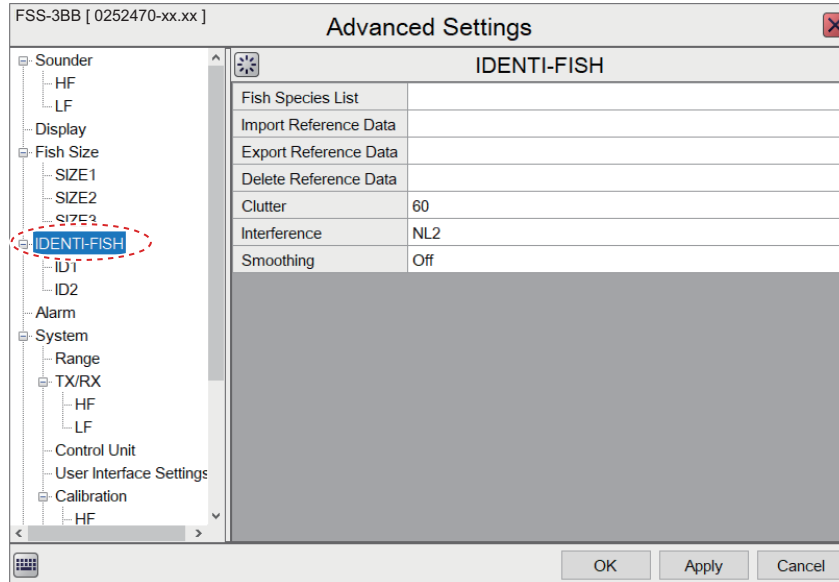 FSS-3BB [ 0252470-xx.xx ]
Advanced Settings
Sounder
HF
LF
Display
Fish Size
SIZE1
SIZE2
SIZE3
IDENTI-FISH
ID1
ID2
Alarm
System
Range
TX/RX
HF
LF
Control Unit
User Interface Settings
Calibration
HF
IDENTI-FISH
Fish Species List
Import Reference Data
Export Reference Data
Delete Reference Data
Clutter 60
Interference NL2
Smoothing Off
OK Apply Cancel